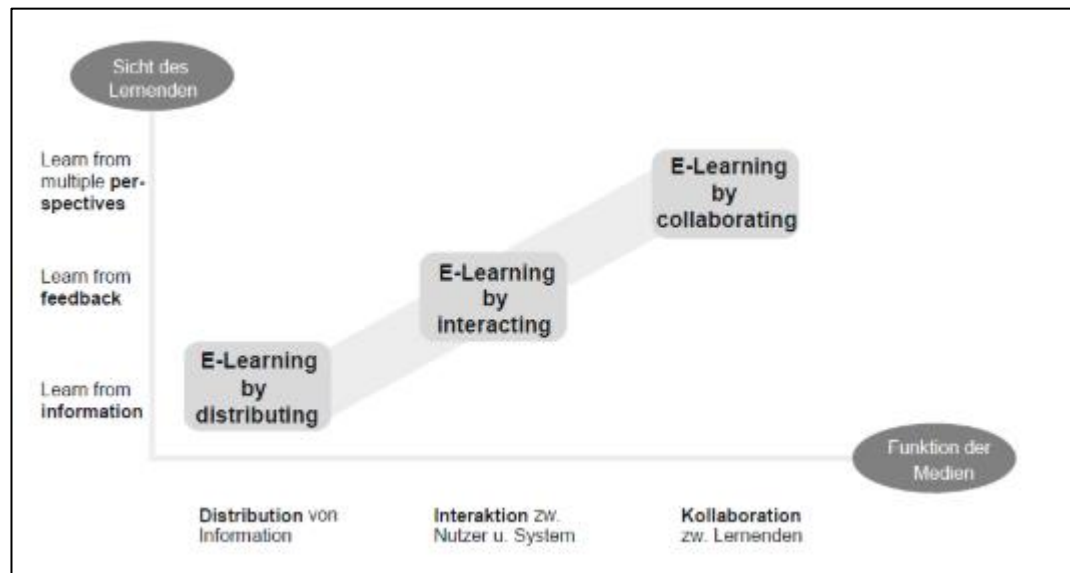 Sicht des
Lernenden
Learn from
multiple per-
spectives
E-Learning
by
collaborating
Learn from
feedback
E-Learning
by
interacting
E-Learning
by
distributing
Learn from
information
Funktion der
Medien
Distribution von
Information
Interaktion zw.
Nutzer u. System
Kollaboration
zw. Lernenden